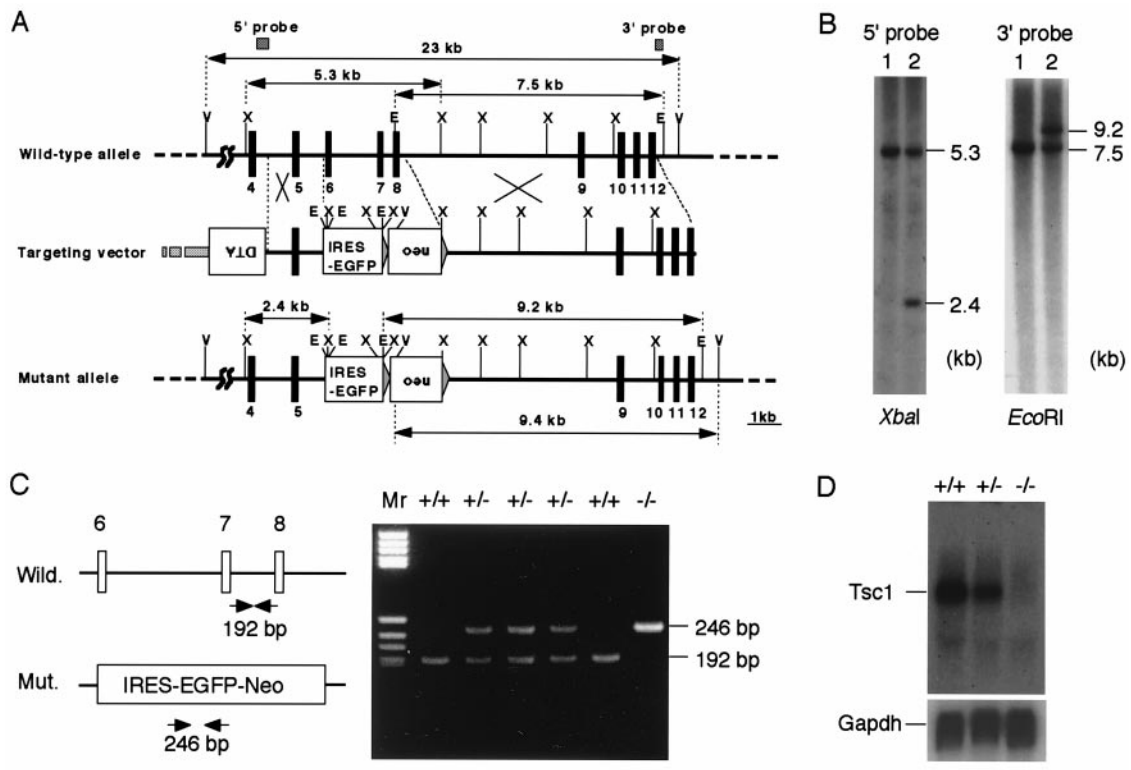 A
5' probe
3' probe
23 kb
5.3 kb
7.5 kb
V X E X X X X E V
Wild-type allele
4 5 6 7 8 9 10 11 12
E X E X E X V X X X X
Targeting vector
DTA
IRES
-EGFP
neo
2.4 kb
9.2 kb
V X E X E X E X V X X X X E V
Mutant allele
IRES
-EGFP
neo
4 5 9 10 11 12
9.4 kb
1kb
B
5' probe
1 2
5.3
2.4
(kb)
XbaI
3' probe
1 2
9.2
7.5
(kb)
EcoRI
C
6 7 8
Wild.
192 bp
Mut.
IRES-EGFP-Neo
246 bp
Mr +/+ +/- +/- +/- +/+ -/-
246 bp
192 bp
D
+/+ +/- -/-
Tsc1
Gapdh